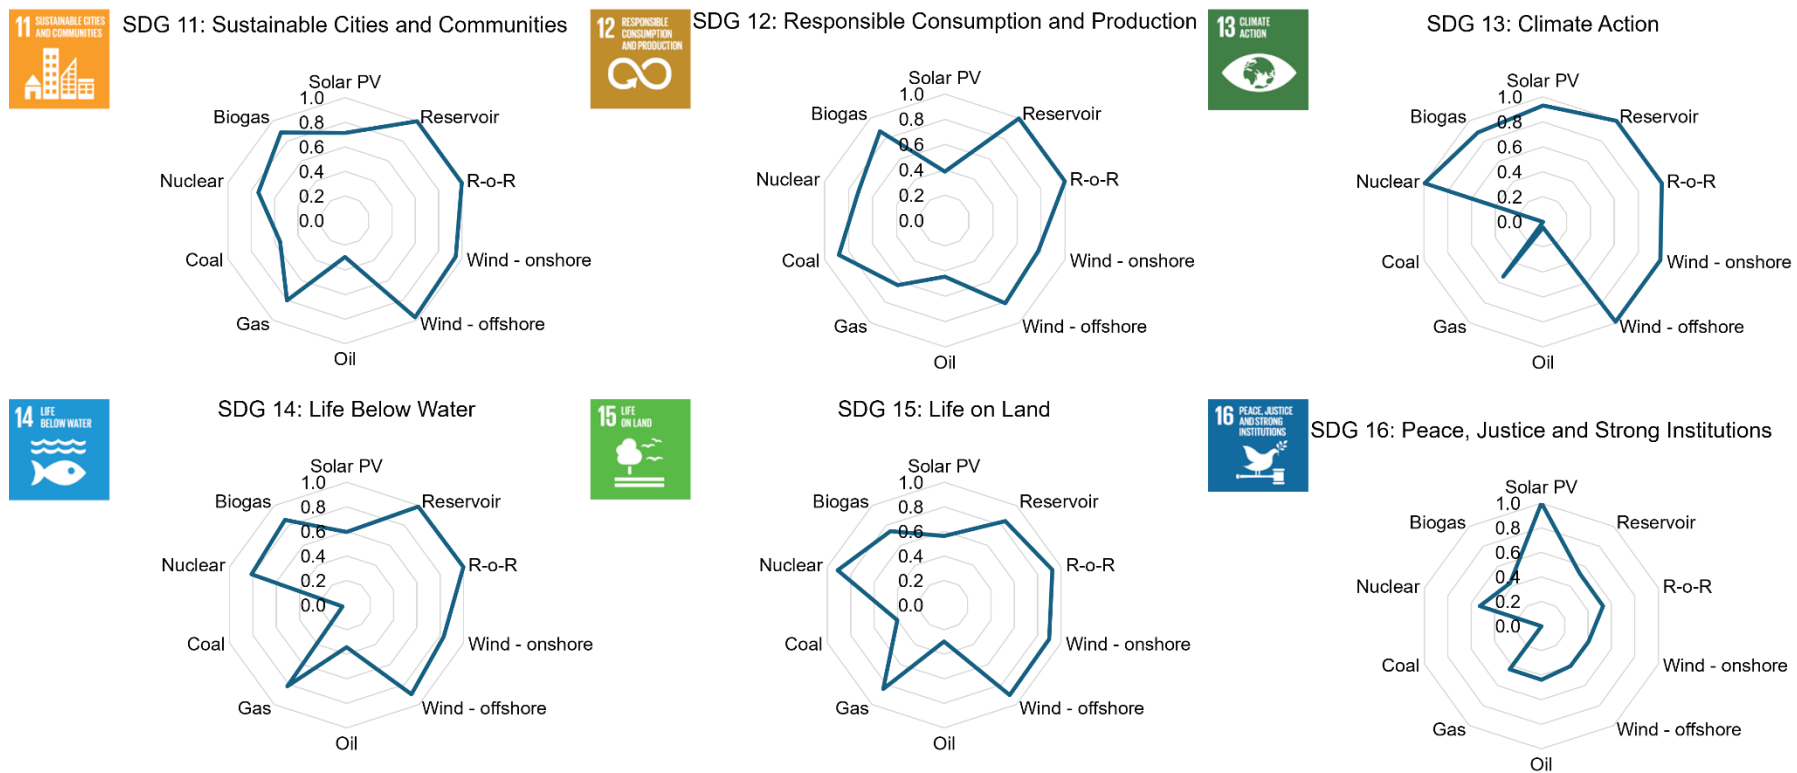 11 SUSTAINABLE CITIES
AND COMMUNITIES
SDG 11: Sustainable Cities and Communities
Solar PV
Reservoir
R-o-R
Wind - onshore
Wind - offshore
Oil
Gas
Coal
Nuclear
Biogas
1.0
0.8
0.6
0.4
0.2
0.0
12 RESPONSIBLE
CONSUMPTION
AND PRODUCTION
SDG 12: Responsible Consumption and Production
Solar PV
Reservoir
R-o-R
Wind - onshore
Wind - offshore
Oil
Gas
Coal
Nuclear
Biogas
1.0
0.8
0.6
0.4
0.2
0.0
13 CLIMATE
ACTION
SDG 13: Climate Action
Solar PV
Reservoir
R-o-R
Wind - onshore
Wind - offshore
Oil
Gas
Coal
Nuclear
Biogas
1.0
0.8
0.6
0.4
0.2
0.0
14 LIFE
BELOW WATER
SDG 14: Life Below Water
Solar PV
Reservoir
R-o-R
Wind - onshore
Wind - offshore
Oil
Gas
Coal
Nuclear
Biogas
1.0
0.8
0.6
0.4
0.2
0.0
15 LIFE
ON LAND
SDG 15: Life on Land
Solar PV
Reservoir
R-o-R
Wind - onshore
Wind - offshore
Oil
Gas
Coal
Nuclear
Biogas
1.0
0.8
0.6
0.4
0.2
0.0
16 PEACE, JUSTICE
AND STRONG
INSTITUTIONS
SDG 16: Peace, Justice and Strong Institutions
Solar PV
Reservoir
R-o-R
Wind - onshore
Wind - offshore
Oil
Gas
Coal
Nuclear
Biogas
1.0
0.8
0.6
0.4
0.2
0.0